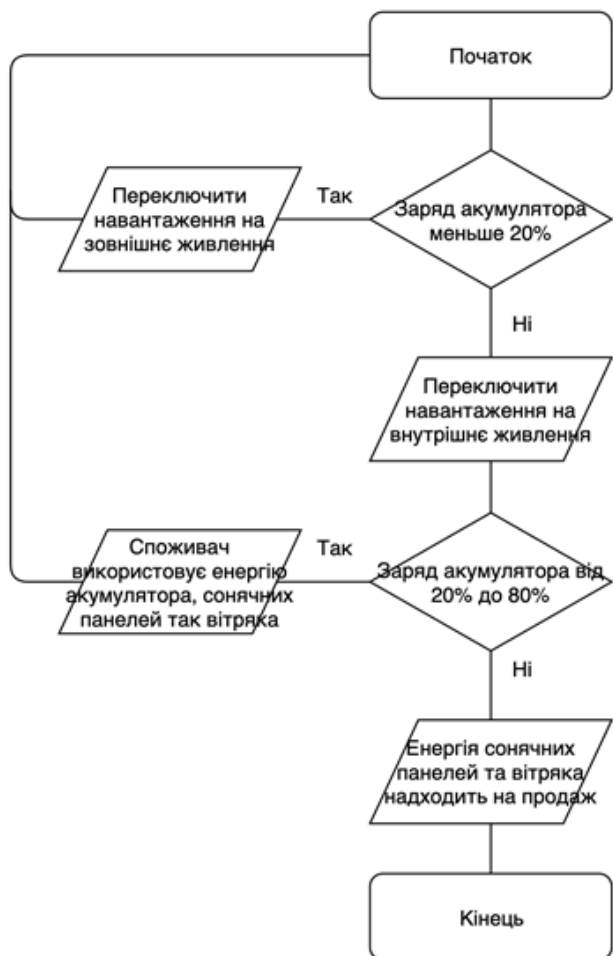 Початок
Заряд акумулятора
меньше 20%
Так
Переключити
навантаження на
зовнішнє живлення
Ні
Переключити
навантаження на
внутрішнє живлення
Заряд акумулятора від
20% до 80%
Так
Споживач
використовує енергію
акумулятора, сонячних
панелей так вітряка
Ні
Енергія сонячних
панелей та вітряка
надходить на продаж
Кінець